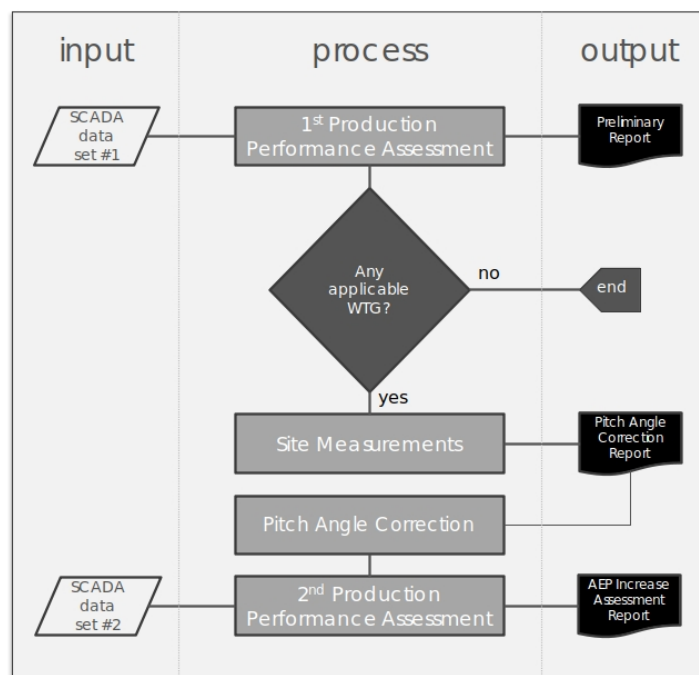 input
process
output
SCADA
data
set #1
1st Production
Performance Assessment
Preliminary
Report
Any
applicable
WTG?
no
end
yes
Site Measurements
Pitch Angle
Correction
Report
Pitch Angle Correction
SCADA
data
set #2
2nd Production
Performance Assessment
AEP Increase
Assessment
Report